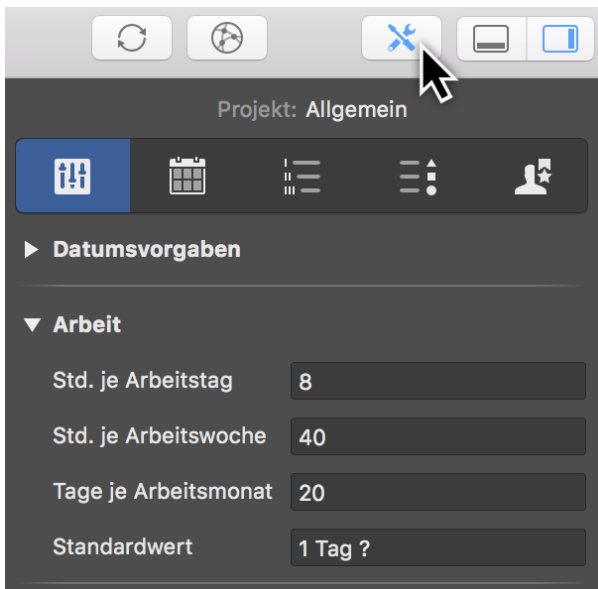 Projekt: Allgemein
Datumsvorgaben
Arbeit
Std. je Arbeitstag 8
Std. je Arbeitswoche 40
Tage je Arbeitsmonat 20
Standardwert 1 Tag ?